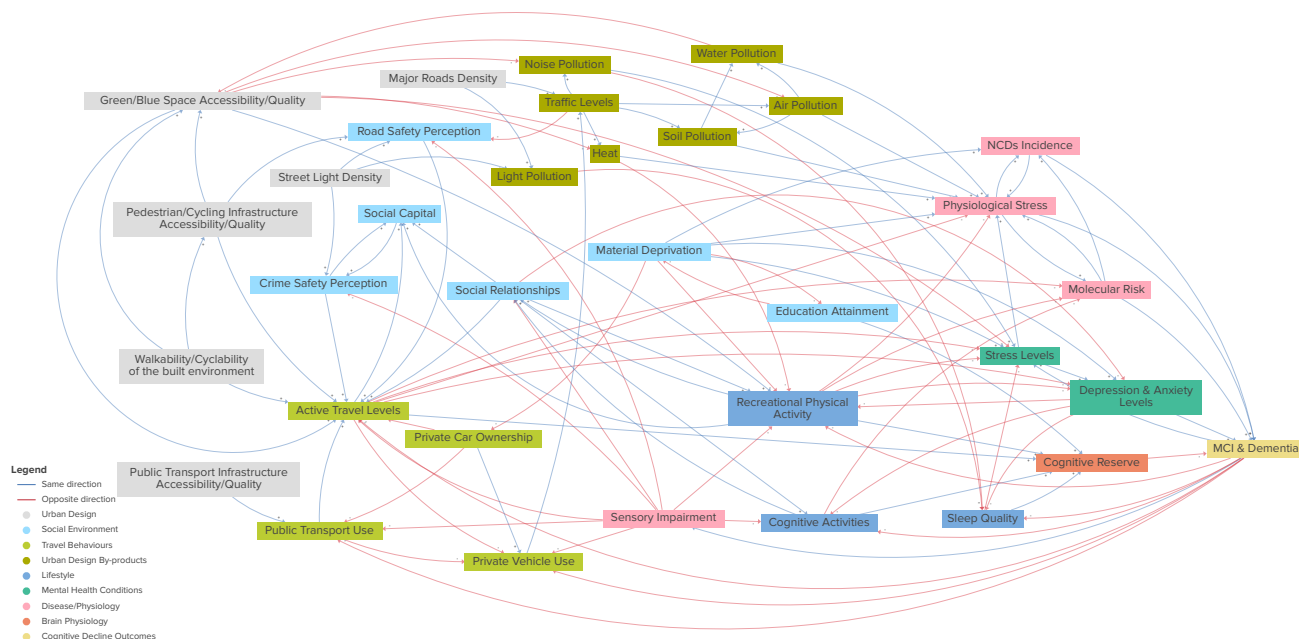 Water Pollution
Noise Pollution
Major Roads Density
Green/Blue Space Accessibility/Quality
Traffic Levels
Air Pollution
Road Safety Perception
Soil Pollution
NCDs Incidence
Heat
Street Light Density
Light Pollution
Pedestrian/Cycling Infrastructure
Accessibility/Quality
Social Capital
Physiological Stress
Material Deprivation
Crime Safety Perception
Social Relationships
Molecular Risk
Education Attainment
Walkability/Cyclability
of the built environment
Stress Levels
Active Travel Levels
Recreational Physical
Activity
Depression & Anxiety
Levels
Private Car Ownership
MCI & Dementia
Cognitive Reserve
Public Transport Infrastructure
Accessibility/Quality
Sensory Impairment
Cognitive Activities
Sleep Quality
Public Transport Use
Private Vehicle Use
Legend
Same direction
Opposite direction
Urban Design
Social Environment
Travel Behaviours
Urban Design By-products
Lifestyle
Mental Health Conditions
Disease/Physiology
Brain Physiology
Cognitive Decline Outcomes